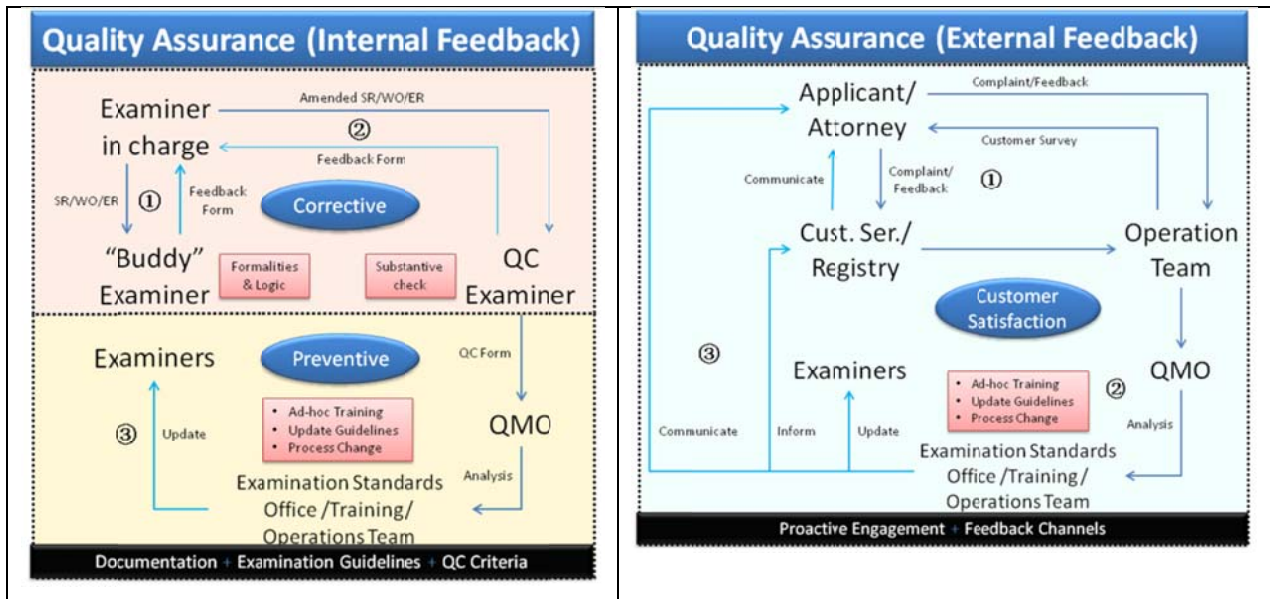 Quality Assurance (Internal Feedback)
Examiner
in charge
Amended SR/WO/ER
②
Feedback Form
SR/WO/ER
①
Feedback
Form
Corrective
"Buddy"
Examiner
Formalities
& Logic
Substantive
check
QC
Examiner
Examiners
Preventive
QC Form
• Ad-hoc Training
• Update Guidelines
• Process Change
③
Update
QMO
Analysis
Examination Standards
Office /Training/
Operations Team
Documentation + Examination Guidelines + QC Criteria
Quality Assurance (External Feedback)
Applicant/
Attorney
Complaint/Feedback
Customer Survey
Communicate
Complaint/
Feedback
①
Cust. Ser./
Registry
Operation
Team
Customer
Satisfaction
③
Examiners
• Ad-hoc Training
• Update Guidelines
• Process Change
②
QMO
Communicate
Inform
Update
Analysis
Examination Standards
Office /Training/
Operations Team
Proactive Engagement + Feedback Channels